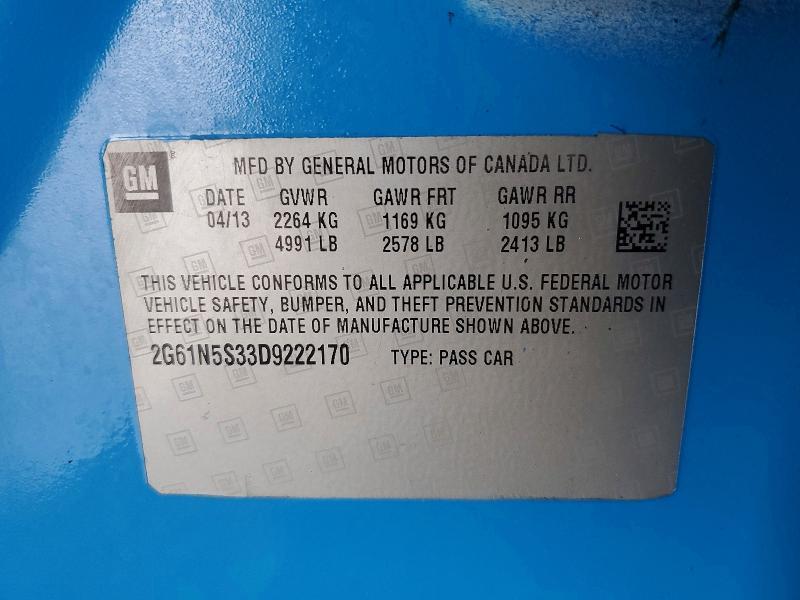 GM
MFD BY GENERAL MOTORS OF CANADA LTD.
DATE GVWR GAWR FRT GAWR RR
04/13 2264 KG 1169 KG 1095 KG
4991 LB 2578 LB 2413 LB
THIS VEHICLE CONFORMS TO ALL APPLICABLE U.S. FEDERAL MOTOR
VEHICLE SAFETY, BUMPER, AND THEFT PREVENTION STANDARDS IN
EFFECT ON THE DATE OF MANUFACTURE SHOWN ABOVE.
2G61N5S33D9222170 TYPE: PASS CAR